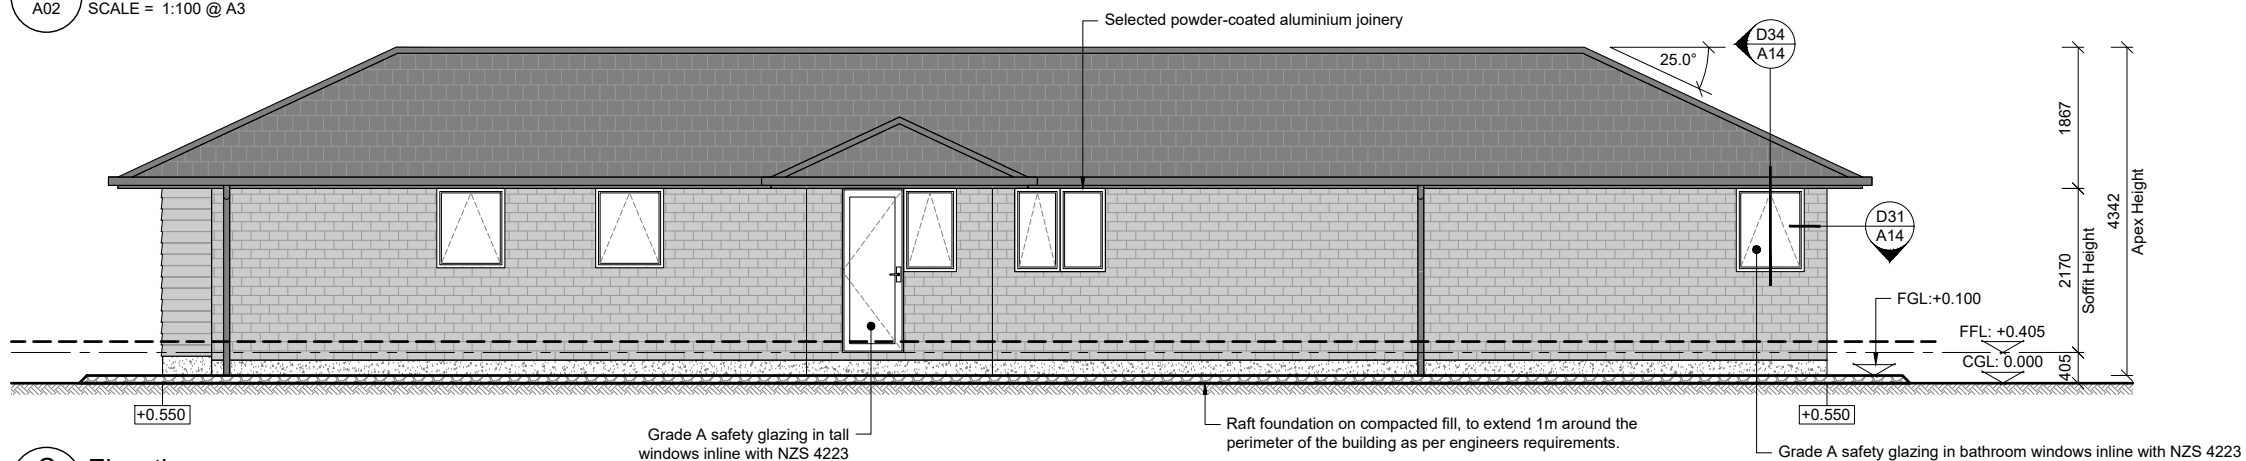 A02
SCALE = 1:100 @ A3
Selected powder-coated aluminium joinery
D34
A14
25.0°
1867
4342
Apex Height
D31
A14
2170
Soffit Height
FGL:+0.100
FFL: +0.405
CGL: 0.000
405
+0.550
+0.550
Grade A safety glazing in tall
windows inline with NZS 4223
Raft foundation on compacted fill, to extend 1m around the
perimeter of the building as per engineers requirements.
Grade A safety glazing in bathroom windows inline with NZS 4223